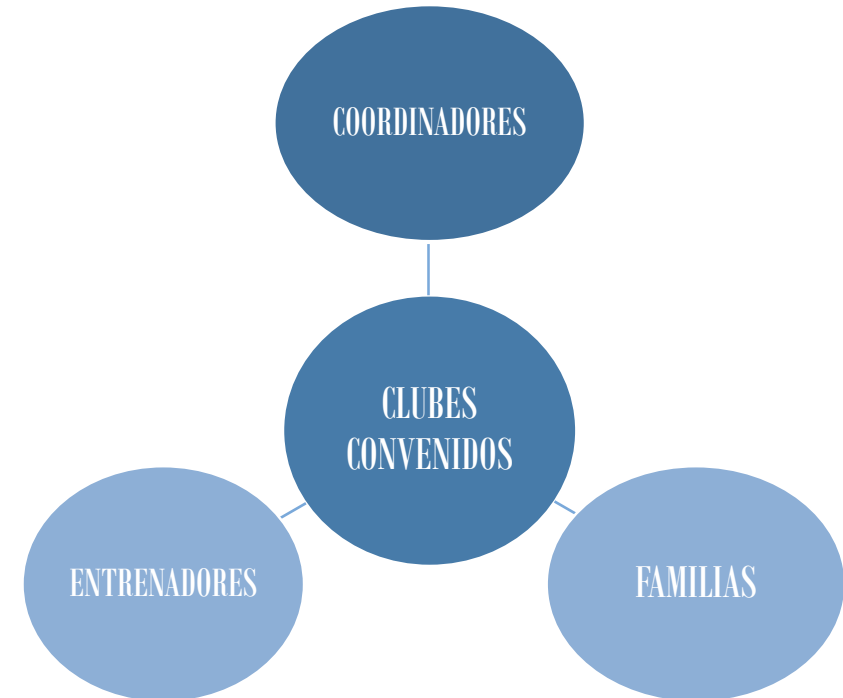 COORDINADORES
CLUBES
CONVENIDOS
ENTRENADORES
FAMILIAS